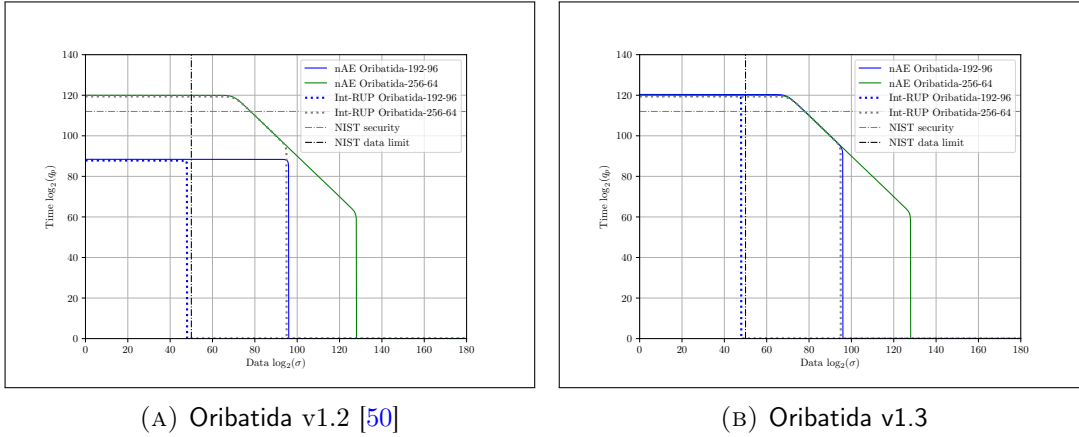 140
120
100
80
60
40
20
0
0 20 40 60 80 100 120 140 160 180
Time log₂(qₚ)
Data log₂(σ)
nAE Oribatida-192-96
nAE Oribatida-256-64
Int-RUP Oribatida-192-96
Int-RUP Oribatida-256-64
NIST security
NIST data limit
(A) Oribatida v1.2 [50]
140
120
100
80
60
40
20
0
0 20 40 60 80 100 120 140 160 180
Time log₂(qₚ)
Data log₂(σ)
nAE Oribatida-192-96
nAE Oribatida-256-64
Int-RUP Oribatida-192-96
Int-RUP Oribatida-256-64
NIST security
NIST data limit
(B) Oribatida v1.3